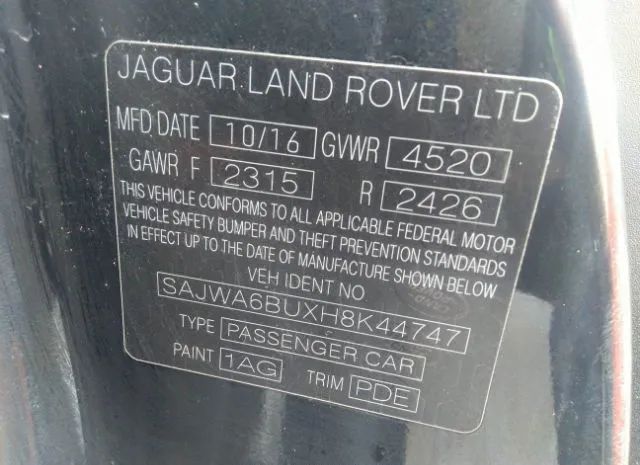 JAGUAR LAND ROVER LTD
MFD DATE 10/16 GVWR 4520
GAWR F 2315 R 2426
THIS VEHICLE CONFORMS TO ALL APPLICABLE FEDERAL MOTOR
VEHICLE SAFETY BUMPER AND THEFT PREVENTION STANDARDS
IN EFFECT UP TO THE DATE OF MANUFACTURE SHOWN BELOW
VEH IDENT NO
SAJWA6BUXH8K44747
TYPE PASSENGER CAR
PAINT 1AG TRIM PDE